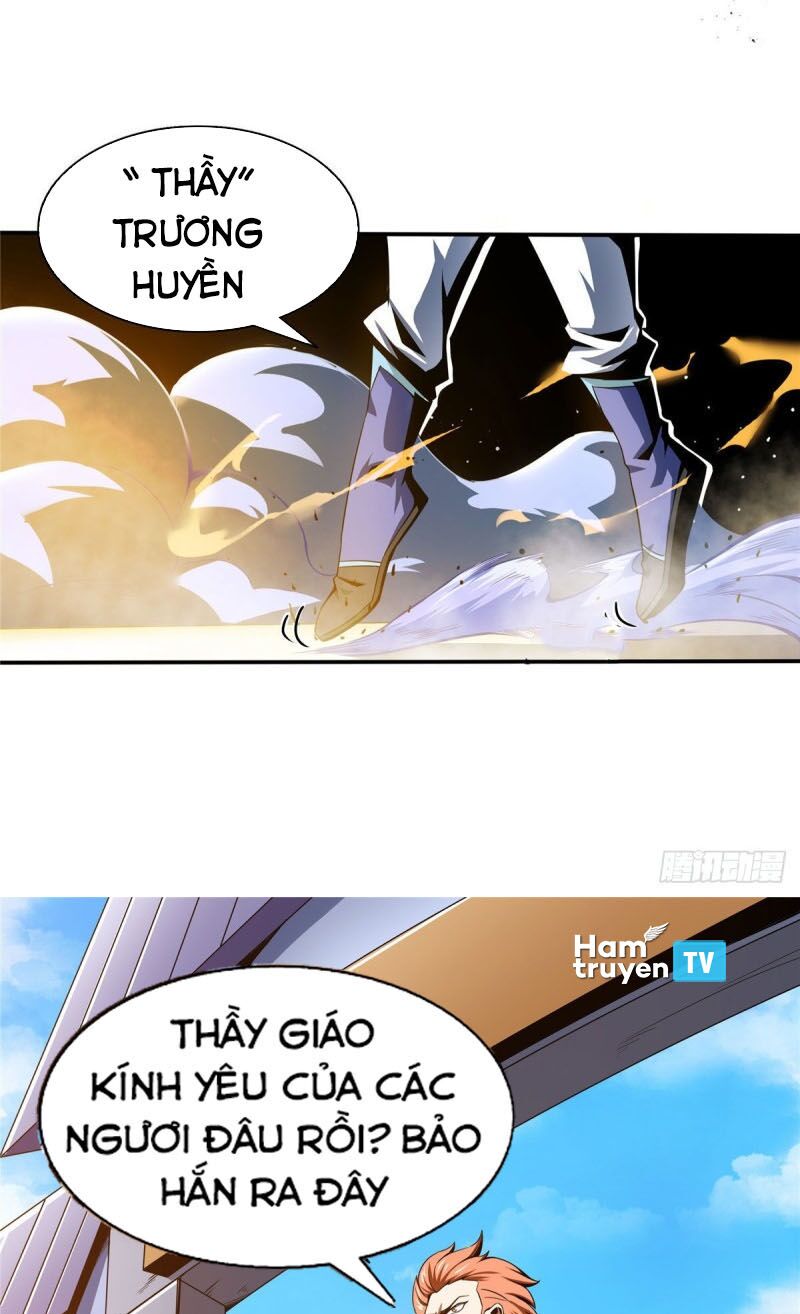 “ THẦY”
TRƯƠNG
HUYỀN
腾讯动漫
Ham
truyen TV
THẦY GIÁO
KÍNH YÊU CỦA CÁC
NGƯƠI ĐÂU RỒI? BẢO
HẮN RA ĐÂY